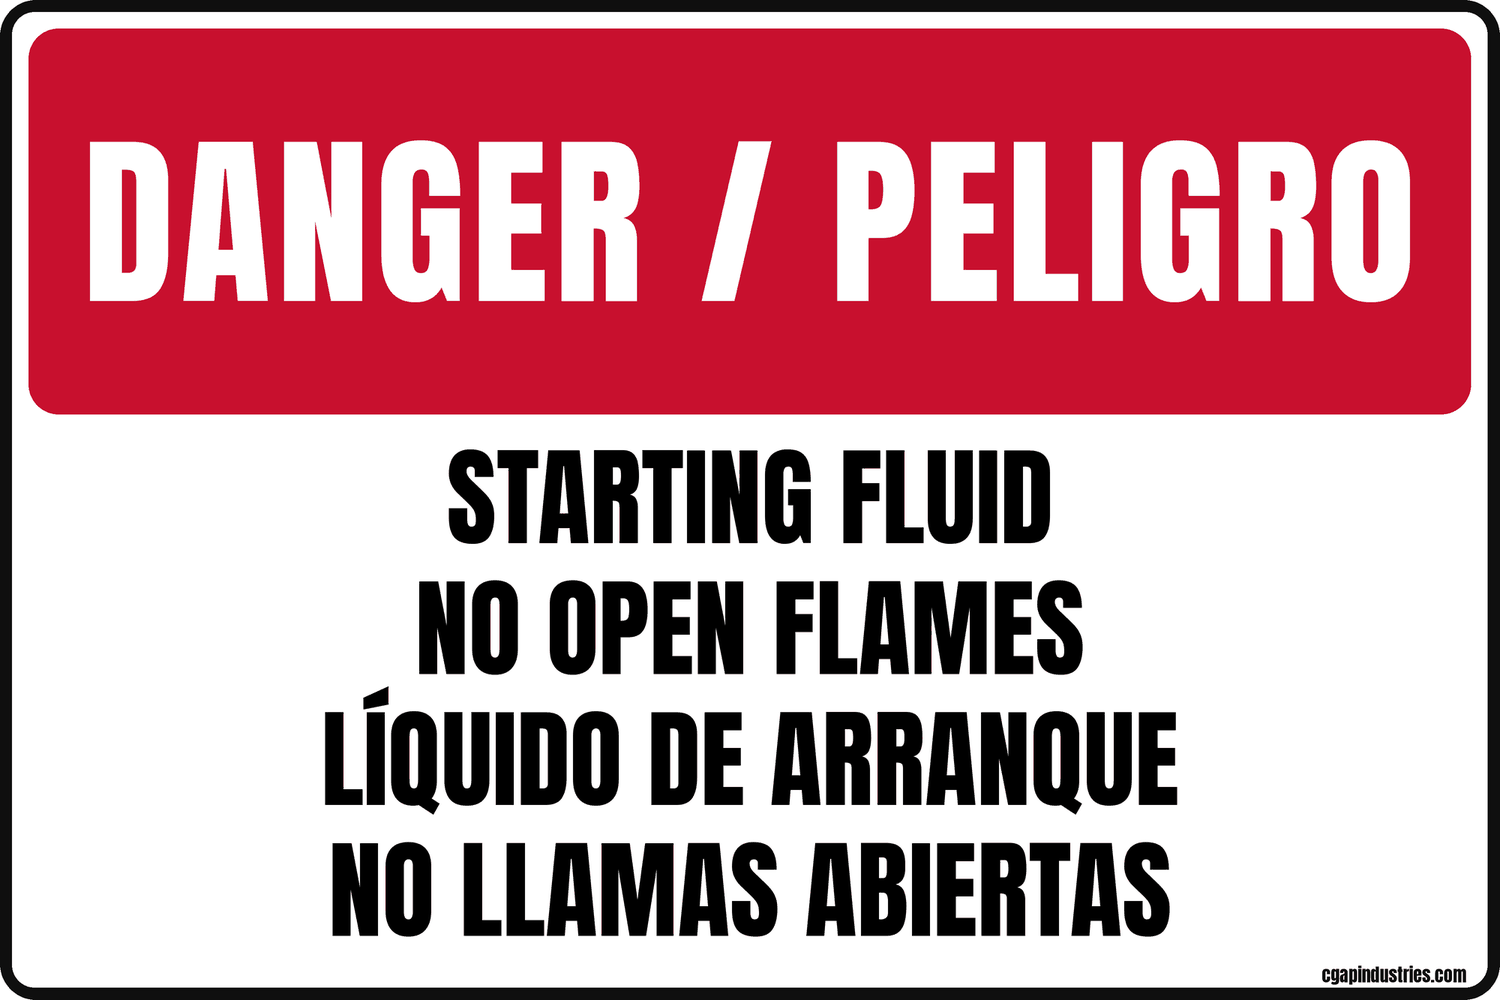 DANGER / PELIGRO
STARTING FLUID
NO OPEN FLAMES
LÍQUIDO DE ARRANQUE
NO LLAMAS ABIERTAS
cgapindustries.com